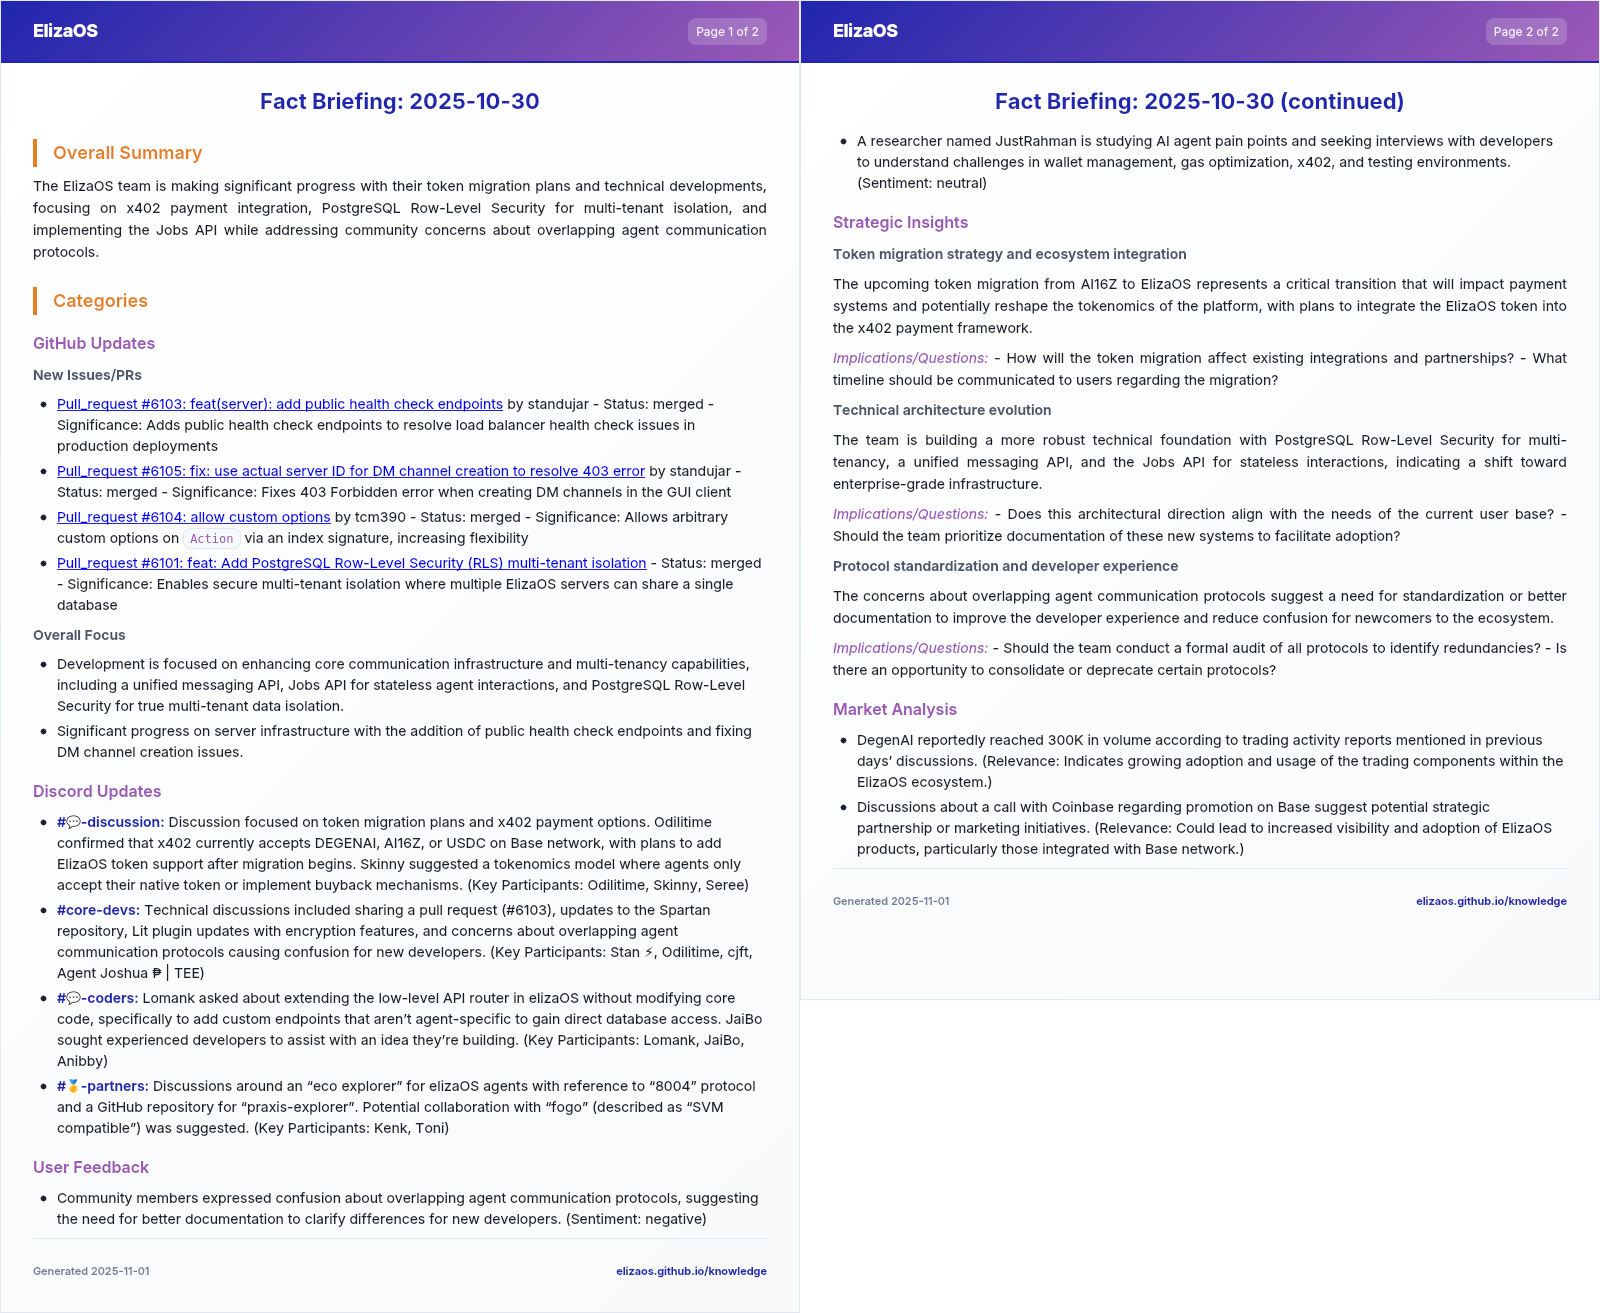 ElizaOS
Page 1 of 2
Fact Briefing: 2025-10-30
Overall Summary
The ElizaOS team is making significant progress with their token migration plans and technical developments,
focusing on x402 payment integration, PostgreSQL Row-Level Security for multi-tenant isolation, and
implementing the Jobs API while addressing community concerns about overlapping agent communication
protocols.
Categories
GitHub Updates
New Issues/PRs
• Pull_request #6103: feat(server): add public health check endpoints by standujar - Status: merged -
Significance: Adds public health check endpoints to resolve load balancer health check issues in
production deployments
• Pull_request #6105: fix: use actual server ID for DM channel creation to resolve 403 error by standujar -
Status: merged - Significance: Fixes 403 Forbidden error when creating DM channels in the GUI client
• Pull_request #6104: allow custom options by tcm390 - Status: merged - Significance: Allows arbitrary
custom options on Action via an index signature, increasing flexibility
• Pull_request #6101: feat: Add PostgreSQL Row-Level Security (RLS) multi-tenant isolation - Status: merged
- Significance: Enables secure multi-tenant isolation where multiple ElizaOS servers can share a single
database
Overall Focus
• Development is focused on enhancing core communication infrastructure and multi-tenancy capabilities,
including a unified messaging API, Jobs API for stateless agent interactions, and PostgreSQL Row-Level
Security for true multi-tenant data isolation.
• Significant progress on server infrastructure with the addition of public health check endpoints and fixing
DM channel creation issues.
Discord Updates
• #💬-discussion: Discussion focused on token migration plans and x402 payment options. Odilitime
confirmed that x402 currently accepts DEGENAI, AI16Z, or USDC on Base network, with plans to add
ElizaOS token support after migration begins. Skinny suggested a tokenomics model where agents only
accept their native token or implement buyback mechanisms. (Key Participants: Odilitime, Skinny, Seree)
• #core-devs: Technical discussions included sharing a pull request (#6103), updates to the Spartan
repository, Lit plugin updates with encryption features, and concerns about overlapping agent
communication protocols causing confusion for new developers. (Key Participants: Stan ⚡, Odilitime, cjft,
Agent Joshua ₱ | TEE)
• #💬-coders: Lomank asked about extending the low-level API router in elizaOS without modifying core
code, specifically to add custom endpoints that aren’t agent-specific to gain direct database access. JaiBo
sought experienced developers to assist with an idea they’re building. (Key Participants: Lomank, JaiBo,
Anibby)
• #🥇-partners: Discussions around an “eco explorer” for elizaOS agents with reference to “8004” protocol
and a GitHub repository for “praxis-explorer”. Potential collaboration with “fogo” (described as “SVM
compatible”) was suggested. (Key Participants: Kenk, Toni)
User Feedback
• Community members expressed confusion about overlapping agent communication protocols, suggesting
the need for better documentation to clarify differences for new developers. (Sentiment: negative)
Generated 2025-11-01
elizaos.github.io/knowledge
ElizaOS
Page 2 of 2
Fact Briefing: 2025-10-30 (continued)
• A researcher named JustRahman is studying AI agent pain points and seeking interviews with developers
to understand challenges in wallet management, gas optimization, x402, and testing environments.
(Sentiment: neutral)
Strategic Insights
Token migration strategy and ecosystem integration
The upcoming token migration from AI16Z to ElizaOS represents a critical transition that will impact payment
systems and potentially reshape the tokenomics of the platform, with plans to integrate the ElizaOS token into
the x402 payment framework.
Implications/Questions: - How will the token migration affect existing integrations and partnerships? - What
timeline should be communicated to users regarding the migration?
Technical architecture evolution
The team is building a more robust technical foundation with PostgreSQL Row-Level Security for multi-
tenancy, a unified messaging API, and the Jobs API for stateless interactions, indicating a shift toward
enterprise-grade infrastructure.
Implications/Questions: - Does this architectural direction align with the needs of the current user base? -
Should the team prioritize documentation of these new systems to facilitate adoption?
Protocol standardization and developer experience
The concerns about overlapping agent communication protocols suggest a need for standardization or better
documentation to improve the developer experience and reduce confusion for newcomers to the ecosystem.
Implications/Questions: - Should the team conduct a formal audit of all protocols to identify redundancies? - Is
there an opportunity to consolidate or deprecate certain protocols?
Market Analysis
• DegenAI reportedly reached 300K in volume according to trading activity reports mentioned in previous
days’ discussions. (Relevance: Indicates growing adoption and usage of the trading components within the
ElizaOS ecosystem.)
• Discussions about a call with Coinbase regarding promotion on Base suggest potential strategic
partnership or marketing initiatives. (Relevance: Could lead to increased visibility and adoption of ElizaOS
products, particularly those integrated with Base network.)
Generated 2025-11-01
elizaos.github.io/knowledge